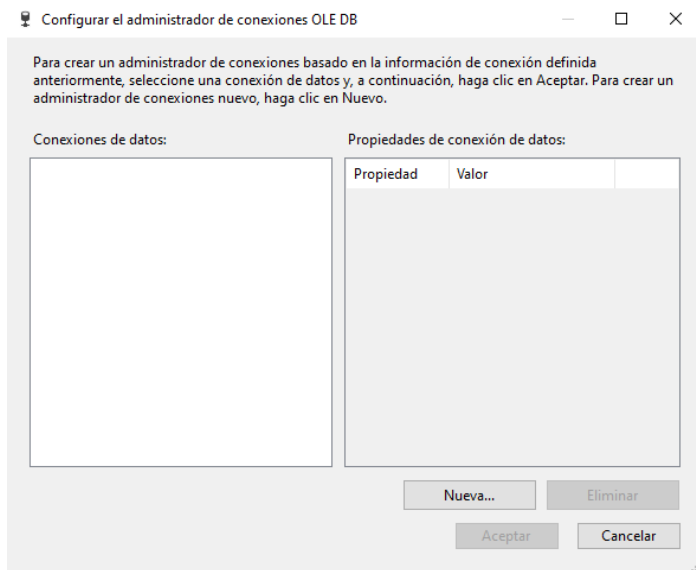 Configurar el administrador de conexiones OLE DB
Para crear un administrador de conexiones basado en la información de conexión definida
anteriormente, seleccione una conexión de datos y, a continuación, haga clic en Aceptar. Para crear un
administrador de conexiones nuevo, haga clic en Nuevo.
Conexiones de datos:
Propiedades de conexión de datos:
Propiedad Valor
Nueva... Eliminar
Aceptar Cancelar